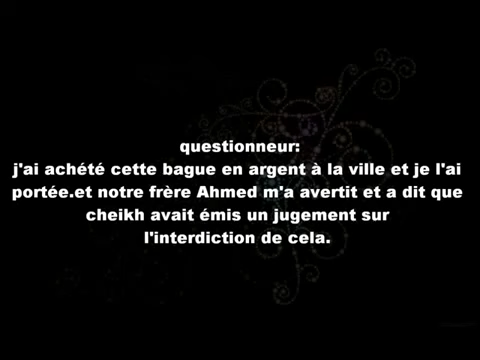 questionneur:
j'ai achété cette bague en argent à la ville et je l'ai
portée.et notre frère Ahmed m'a avertit et a dit que
cheikh avait émis un jugement sur
l'interdiction de cela.